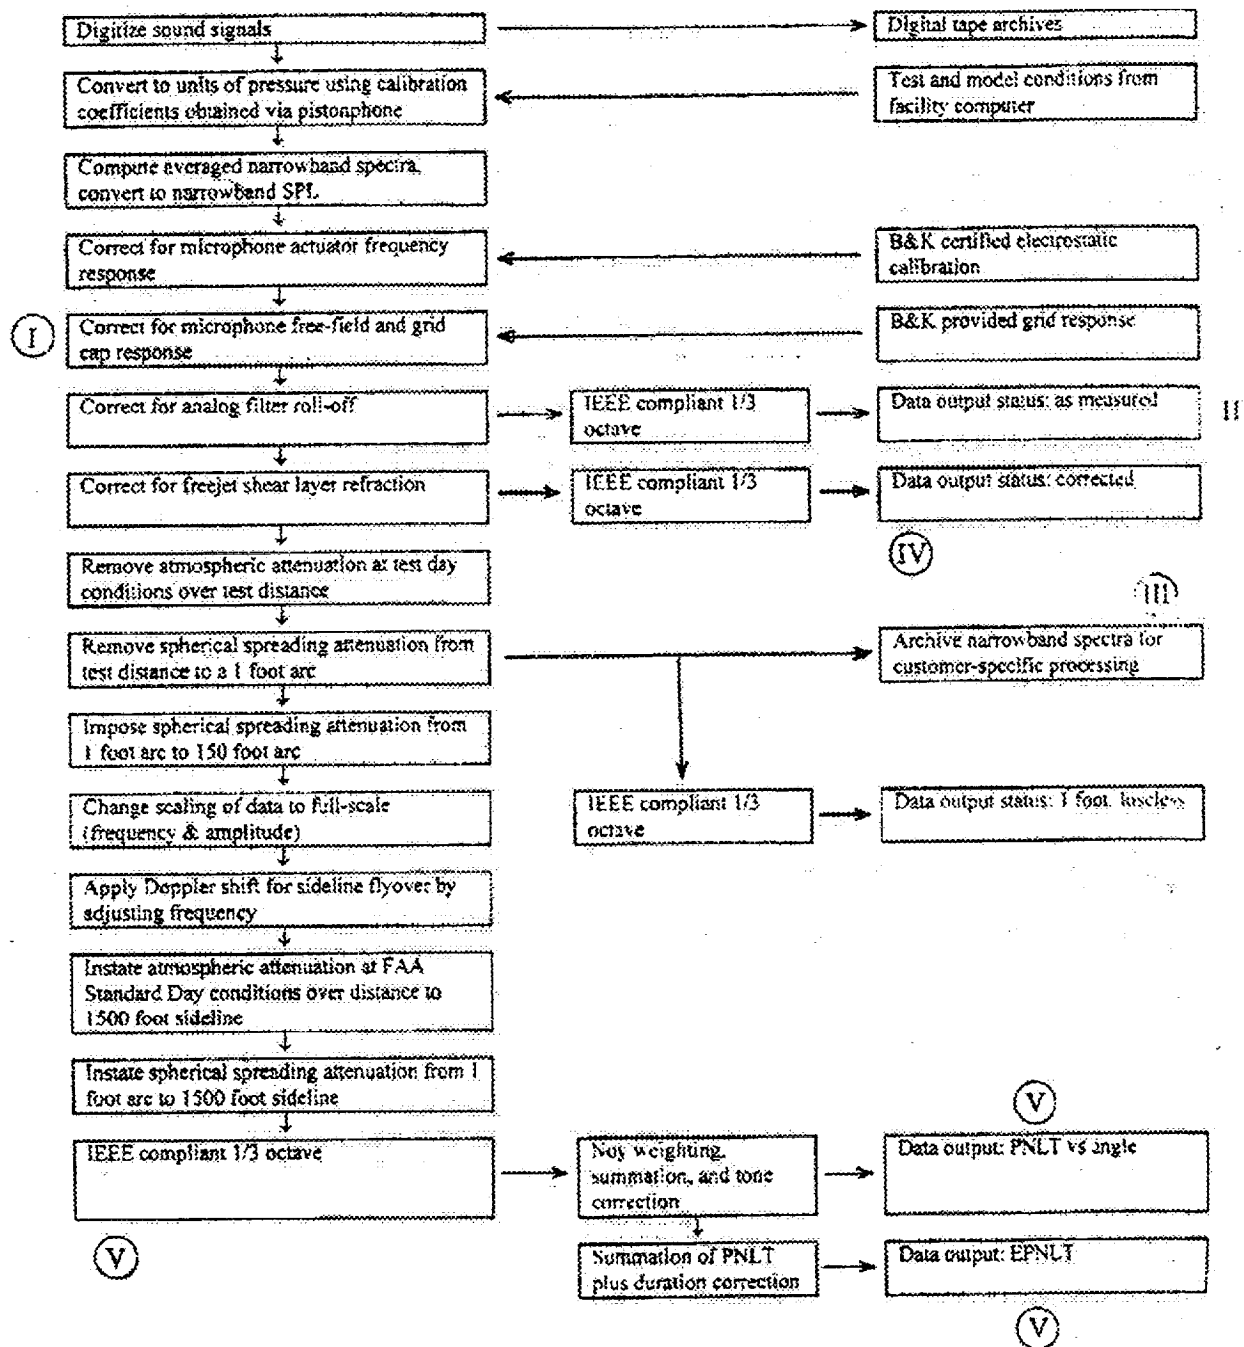 Digitize sound signals
Digital tape archives
Convert to units of pressure using calibration
coefficients obtained via pistonphone
Test and model conditions from
facility computer
Compute averaged narrowband spectra,
convert to narrowband SPL
Correct for microphone actuator frequency
response
B&K certified electrostatic
calibration
I
Correct for microphone free-field and grid
cap response
B&K provided grid response
Correct for analog filter roll-off
IEEE compliant 1/3
octave
Data output status: as measured
II
Correct for freejet shear layer refraction
IEEE compliant 1/3
octave
Data output status: corrected
IV
Remove atmospheric attenuation at test day
conditions over test distance
III
Remove spherical spreading attenuation from
test distance to a 1 foot arc
Archive narrowband spectra for
customer-specific processing
Impose spherical spreading attenuation from
1 foot arc to 150 foot arc
Change scaling of data to full-scale
(frequency & amplitude)
IEEE compliant 1/3
octave
Data output status: 1 foot, loseless
Apply Doppler shift for sideline flyover by
adjusting frequency
Instate atmospheric attenuation at FAA
Standard Day conditions over distance to
1500 foot sideline
Instate spherical spreading attenuation from 1
foot arc to 1500 foot sideline
V
IEEE compliant 1/3 octave
Noy weighting,
summation, and tone
correction
Data output: PNLT vs angle
V
Summation of PNLT
plus duration correction
Data output: EPNLT
V